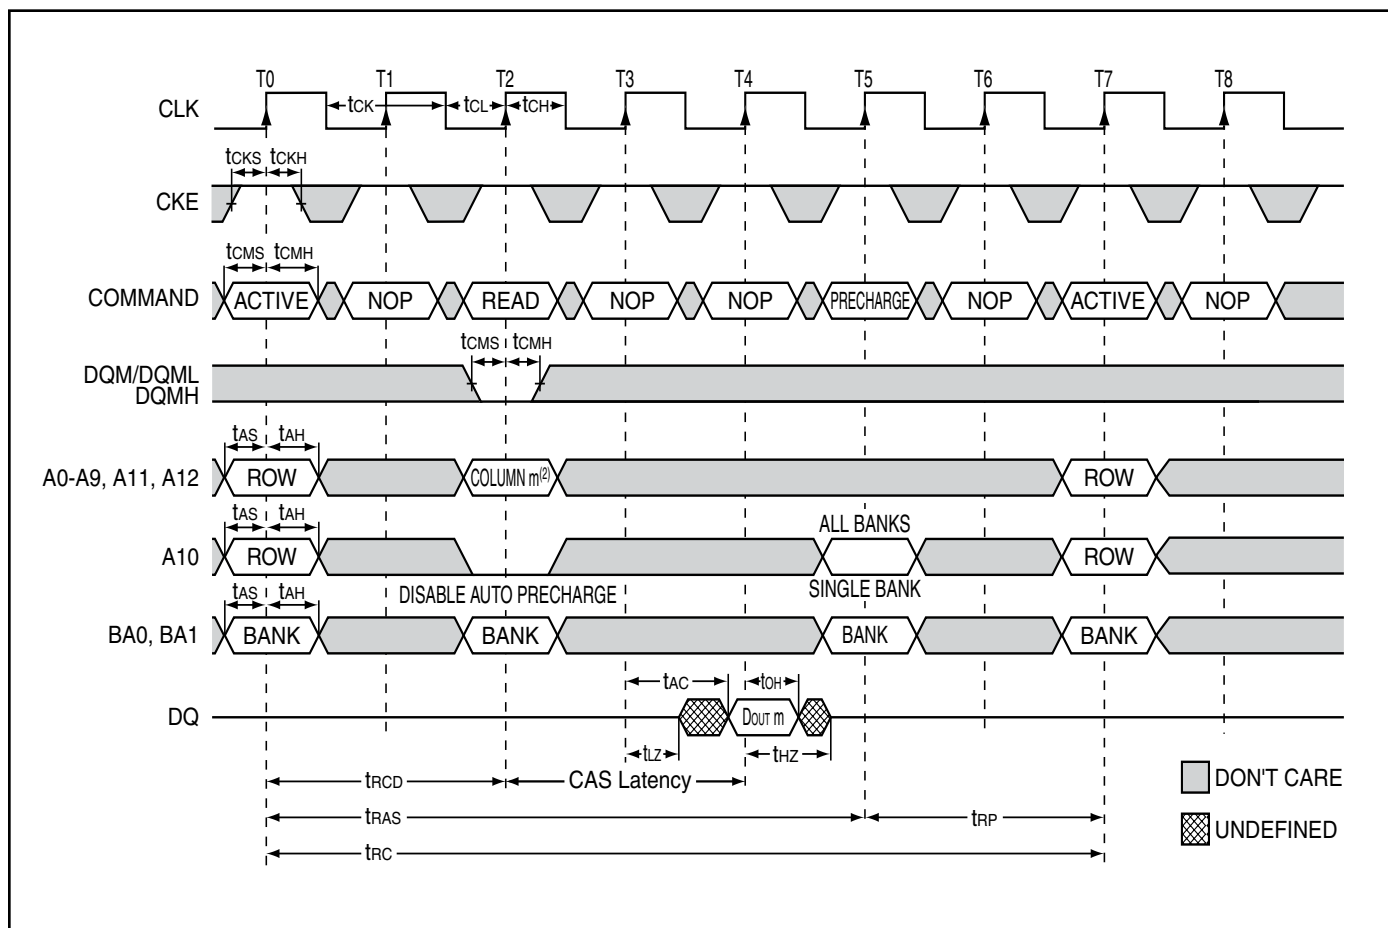 T0 T1 T2 T3 T4 T5 T6 T7 T8
CLK tCK tCL tCH
tCKS tCKH
CKE
tCMS tCMH
COMMAND ACTIVE NOP READ NOP NOP PRECHARGE NOP ACTIVE NOP
tCMS tCMH
DQM/DQML
DQMH
tAS tAH
A0-A9, A11, A12 ROW COLUMN m(2) ROW
tAS tAH ALL BANKS
A10 ROW ROW
DISABLE AUTO PRECHARGE SINGLE BANK
tAS tAH
BA0, BA1 BANK BANK BANK BANK
tAC tOH
DQ DOUT m
tLZ tHZ
tRCD CAS Latency DON'T CARE
tRAS tRP UNDEFINED
tRC